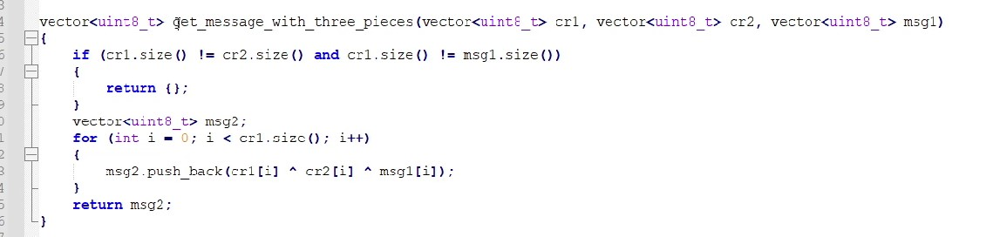 vector<uint8_t> get_message_with_three_pieces(vector<uint8_t> cr1, vector<uint8_t> cr2, vector<uint8_t> msg1)
{
    if (cr1.size() != cr2.size() and cr1.size() != msg1.size())
    {
        return {};
    }
    vector<uint8_t> msg2;
    for (int i = 0; i < cr1.size(); i++)
    {
        msg2.push_back(cr1[i] ^ cr2[i] ^ msg1[i]);
    }
    return msg2;
}